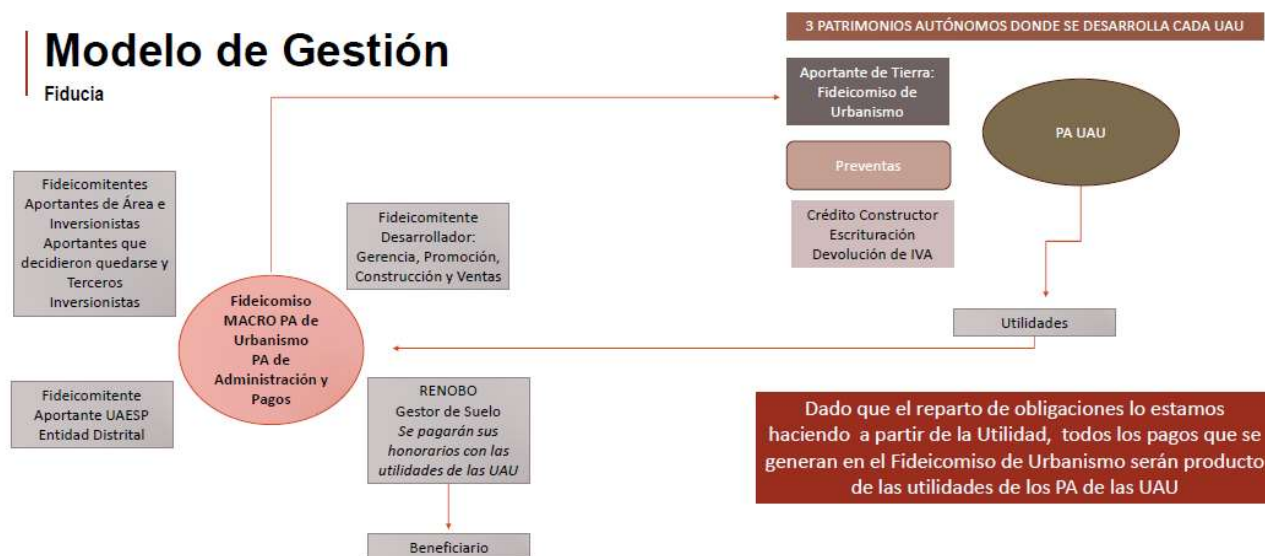 Modelo de Gestión
Fiducia
3 PATRIMONIOS AUTÓNOMOS DONDE SE DESARROLLA CADA UAU
Aportante de Tierra:
Fideicomiso de
Urbanismo
PA UAU
Preventas
Crédito Constructor
Escrituración
Devolución de IVA
Utilidades
Fideicomitentes
Aportantes de Área e
Inversionistas
Aportantes que
decidieron quedarse y
Terceros
Inversionistas
Fideicomitente
Desarrollador:
Gerencia, Promoción,
Construcción y Ventas
Fideicomiso
MACRO PA de
Urbanismo
PA de
Administración y
Pagos
Fideicomitente
Aportante UAESP
Entidad Distrital
RENOBO
Gestor de Suelo
Se pagarán sus
honorarios con las
utilidades de las UAU
Beneficiario
Dado que el reparto de obligaciones lo estamos
haciendo a partir de la Utilidad, todos los pagos que se
generan en el Fideicomiso de Urbanismo serán producto
de las utilidades de los PA de las UAU